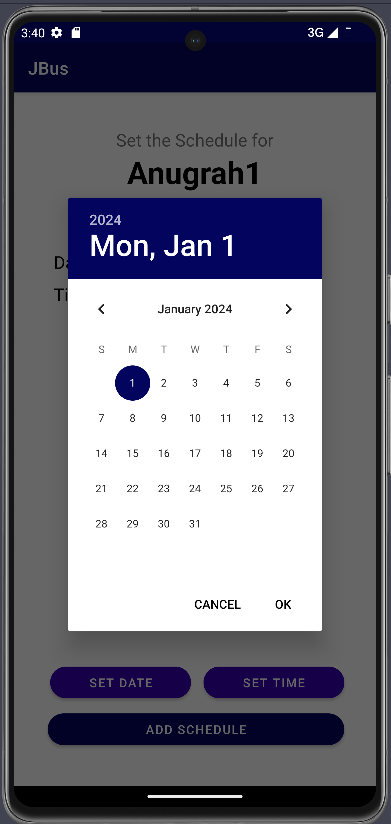 3:40 3G
JBus
Set the Schedule for
Anugrah1
Da
Ti
2024
Mon, Jan 1
January 2024
S M T W T F S
1 2 3 4 5 6
7 8 9 10 11 12 13
14 15 16 17 18 19 20
21 22 23 24 25 26 27
28 29 30 31
CANCEL OK
SET DATE SET TIME
ADD SCHEDULE